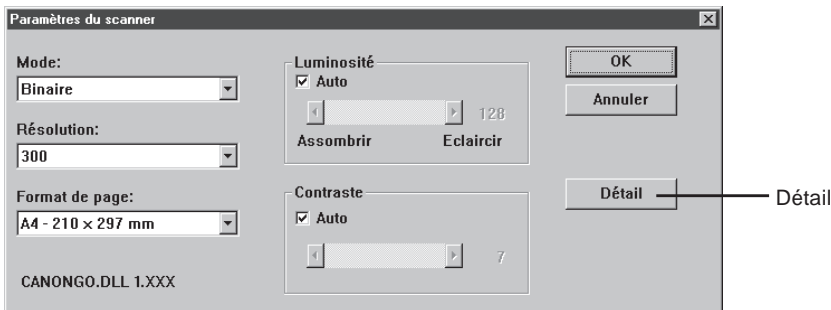 Paramètres du scanner
Mode:
Binaire
Résolution:
300
Format de page:
A4 - 210 x 297 mm
CANONGO.DLL 1.XXX
Luminosité
Auto
128
Assombrir Eclaircir
Contraste
Auto
7
OK
Annuler
Détail
Détail